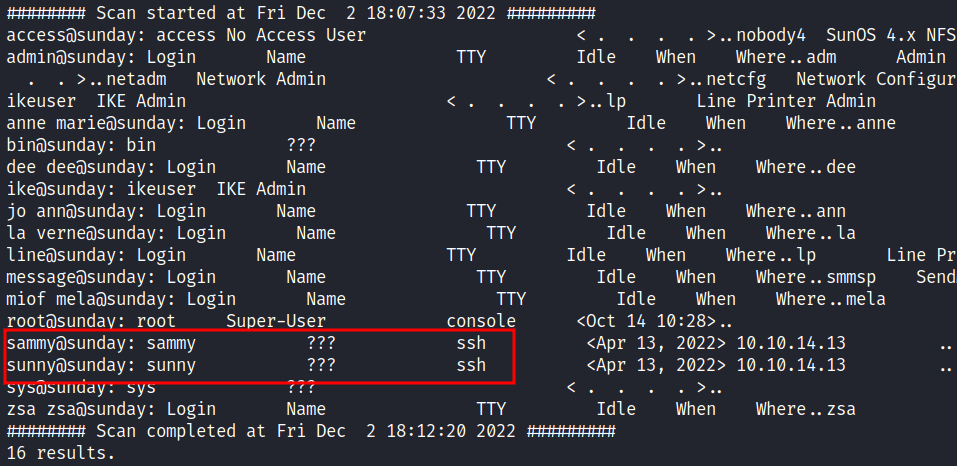 ######## Scan started at Fri Dec  2 18:07:33 2022 #########
access@sunday: access No Access User                     < .  .  .  . >..nobody4  SunOS 4.x NFS
admin@sunday: Login       Name               TTY         Idle    When    Where..adm      Admin
  .  . >..netadm   Network Admin                      < .  .  .  . >..netcfg   Network Configur
ikeuser  IKE Admin                          < .  .  .  . >..lp       Line Printer Admin
anne marie@sunday: Login       Name               TTY         Idle    When    Where..anne
bin@sunday: bin             ???                         < .  .  .  . >..
dee dee@sunday: Login       Name               TTY         Idle    When    Where..dee
ike@sunday: ikeuser  IKE Admin                          < .  .  .  . >..
jo ann@sunday: Login       Name               TTY         Idle    When    Where..ann
la verne@sunday: Login       Name               TTY         Idle    When    Where..la
line@sunday: Login       Name               TTY         Idle    When    Where..lp       Line Pr
message@sunday: Login       Name               TTY         Idle    When    Where..smmsp    Send
miof mela@sunday: Login       Name               TTY         Idle    When    Where..mela
root@sunday: root     Super-User            console      <Oct 14 10:28>..
sammy@sunday: sammy           ???            ssh          <Apr 13, 2022> 10.10.14.13         ..
sunny@sunday: sunny           ???            ssh          <Apr 13, 2022> 10.10.14.13         ..
sys@sunday: sys             ???                         < .  .  .  . >..
zsa zsa@sunday: Login       Name               TTY         Idle    When    Where..zsa
######## Scan completed at Fri Dec  2 18:12:20 2022 #########
16 results.